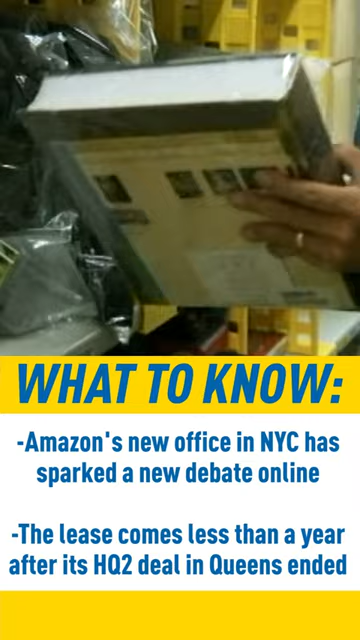 WHAT TO KNOW:
-Amazon's new office in NYC has
sparked a new debate online
-The lease comes less than a year
after its HQ2 deal in Queens ended